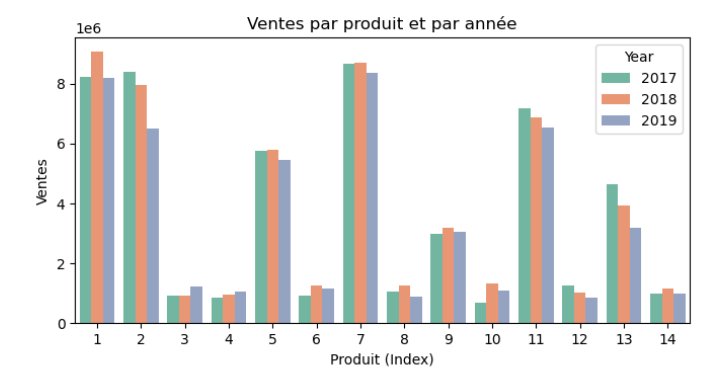 Ventes par produit et par année
1e6
Year
2017
2018
2019
Ventes
8
6
4
2
0
1 2 3 4 5 6 7 8 9 10 11 12 13 14
Produit (Index)